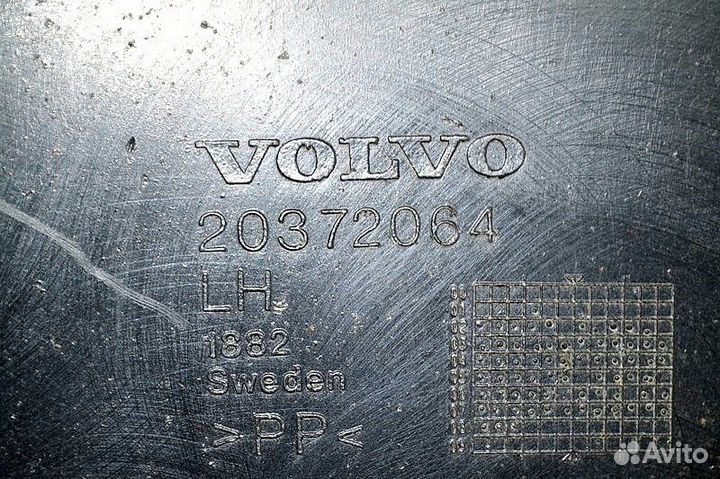 VOLVO
20372064
LH
1882
Sweden
>PP<
Avito